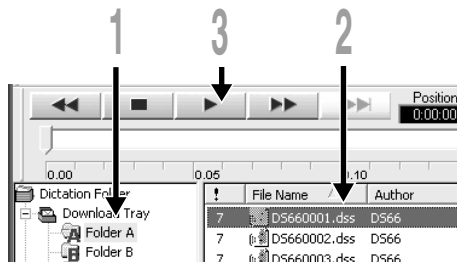 1 3 2
Position
0:00:00
0.00 0.05 0.10
Dictation Folder ! File Name Author
Download Tray 7 DS660001.dss DS66
Folder A 7 DS660002.dss DS66
Folder B 7 DS660003.dss DS66